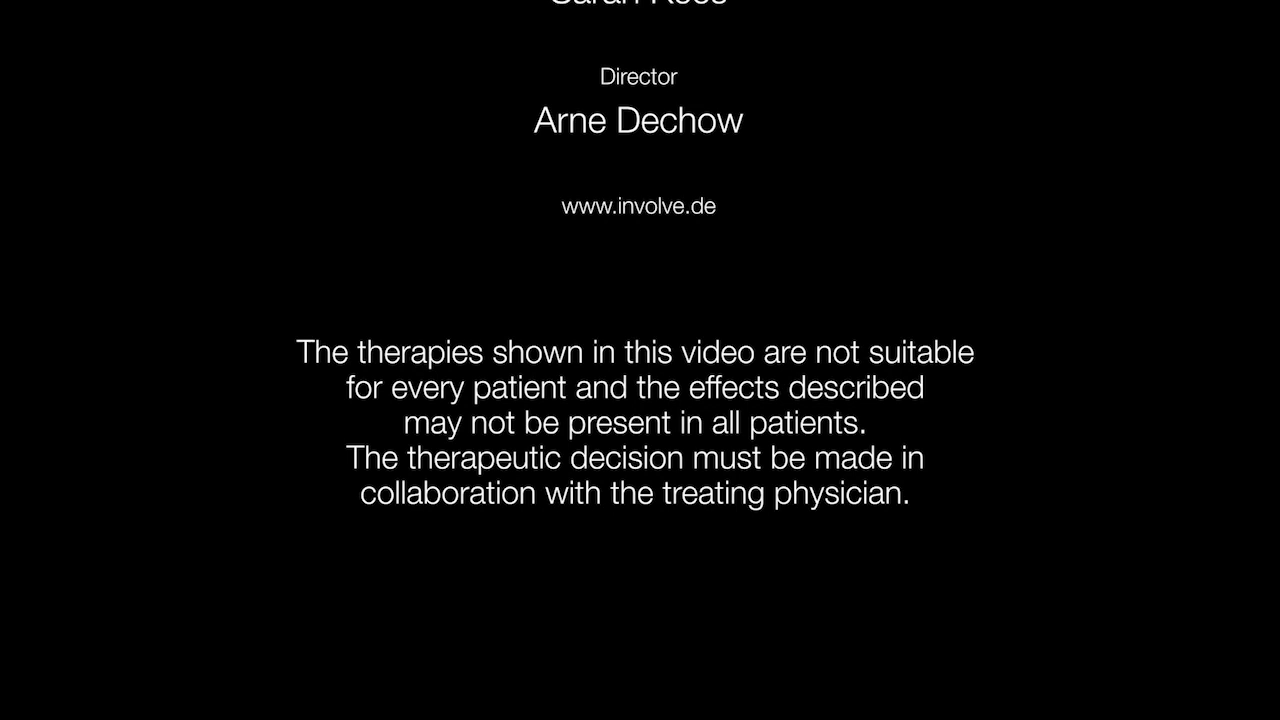 Director
Arne Dechow
www.involve.de
The therapies shown in this video are not suitable
for every patient and the effects described
may not be present in all patients.
The therapeutic decision must be made in
collaboration with the treating physician.